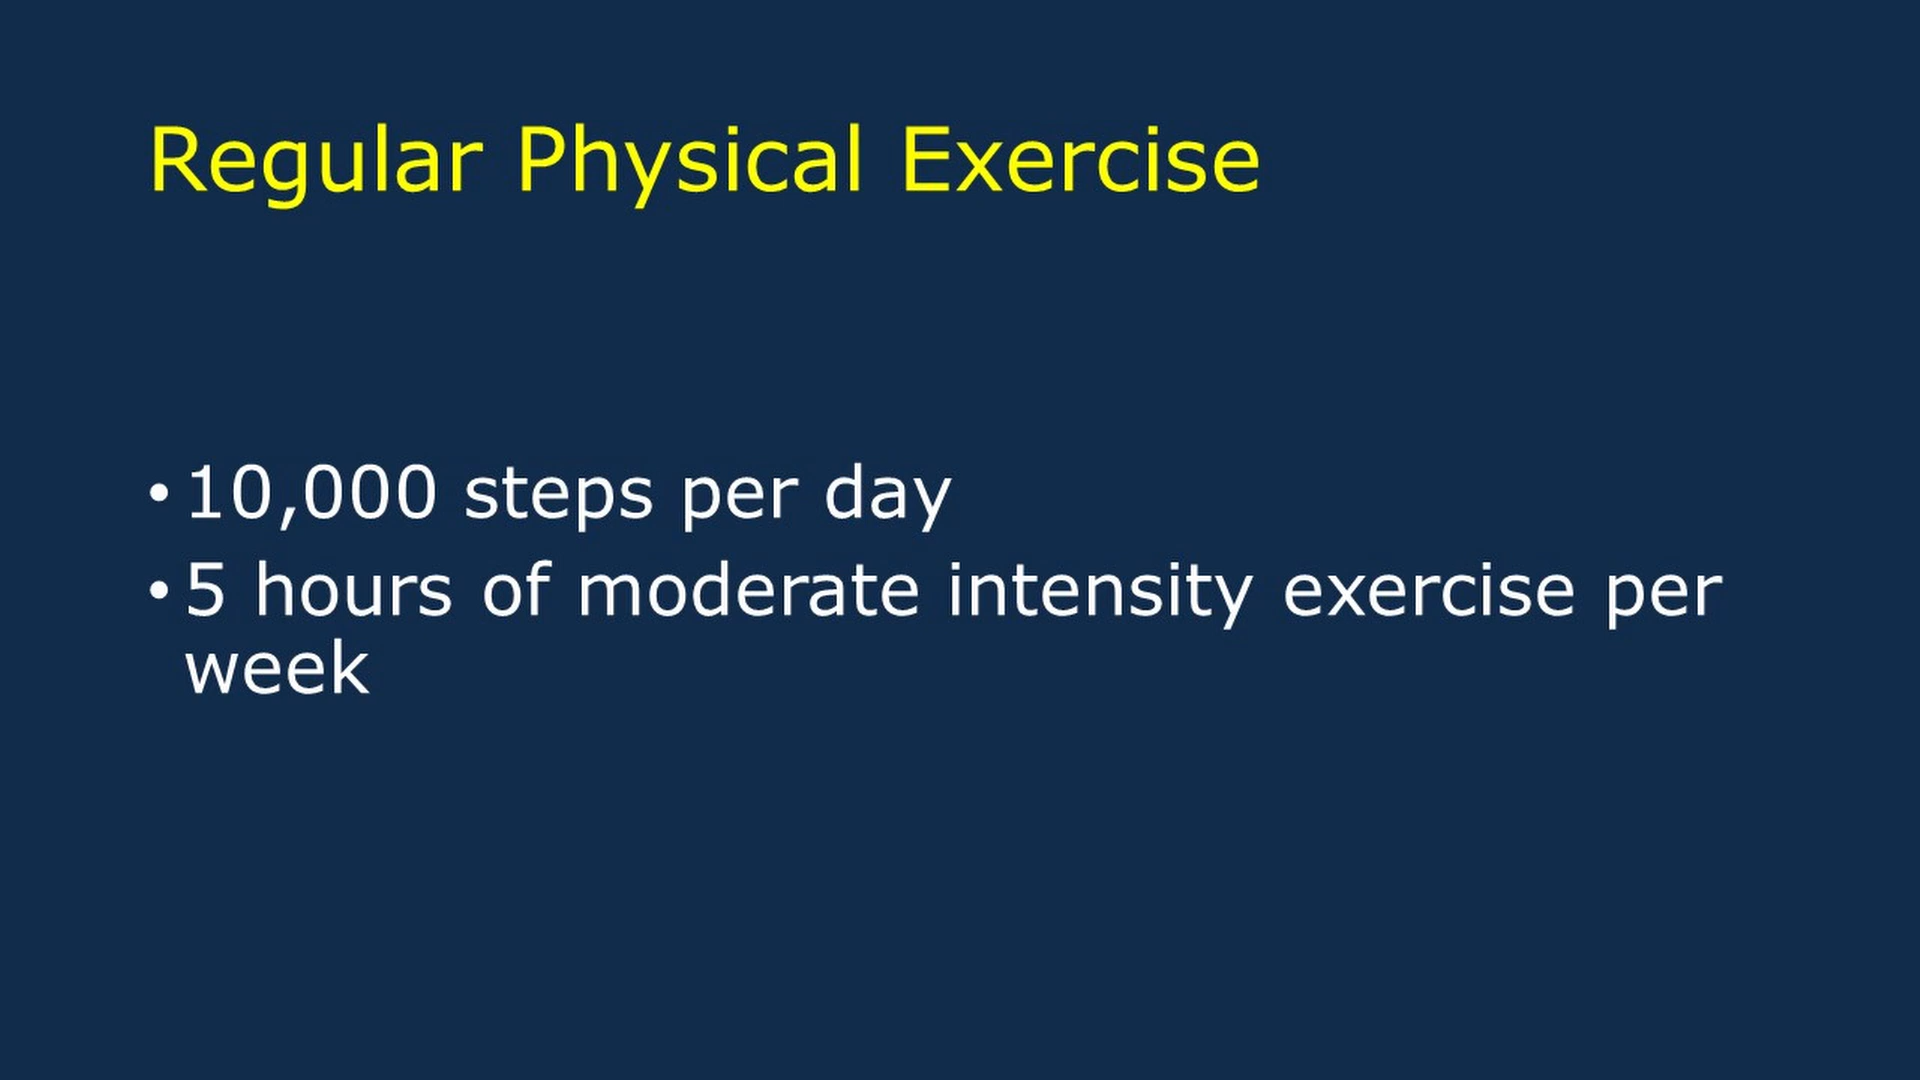 Regular Physical Exercise
• 10,000 steps per day
• 5 hours of moderate intensity exercise per
week